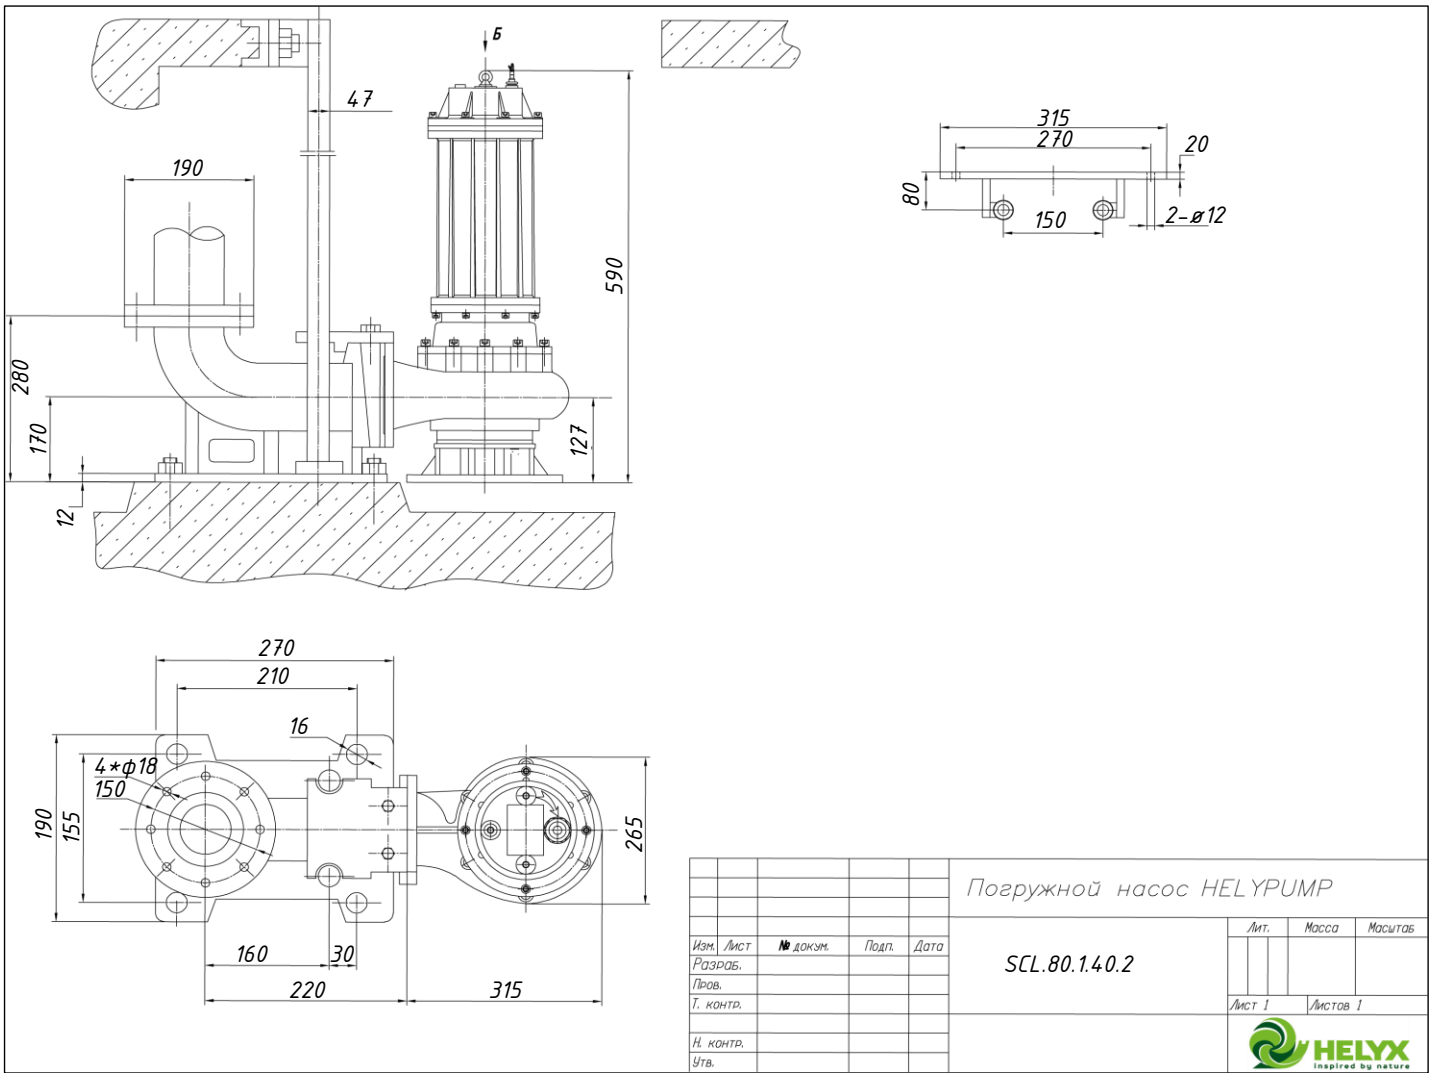 Б
47
190
590
280
170
127
12
315
270
20
80
150
2-ø12
270
210
16
4*ф18
150
190
155
265
160
30
220
315
Погружной насос HELYPUMP
Лит. Масса Масштаб
Изм. Лист № докум. Подп. Дата
SCL.80.1.40.2
Разраб.
Пров.
Т. контр.
Лист 1 Листов 1
Н. контр.
Утв.
HELYX
Inspired by nature